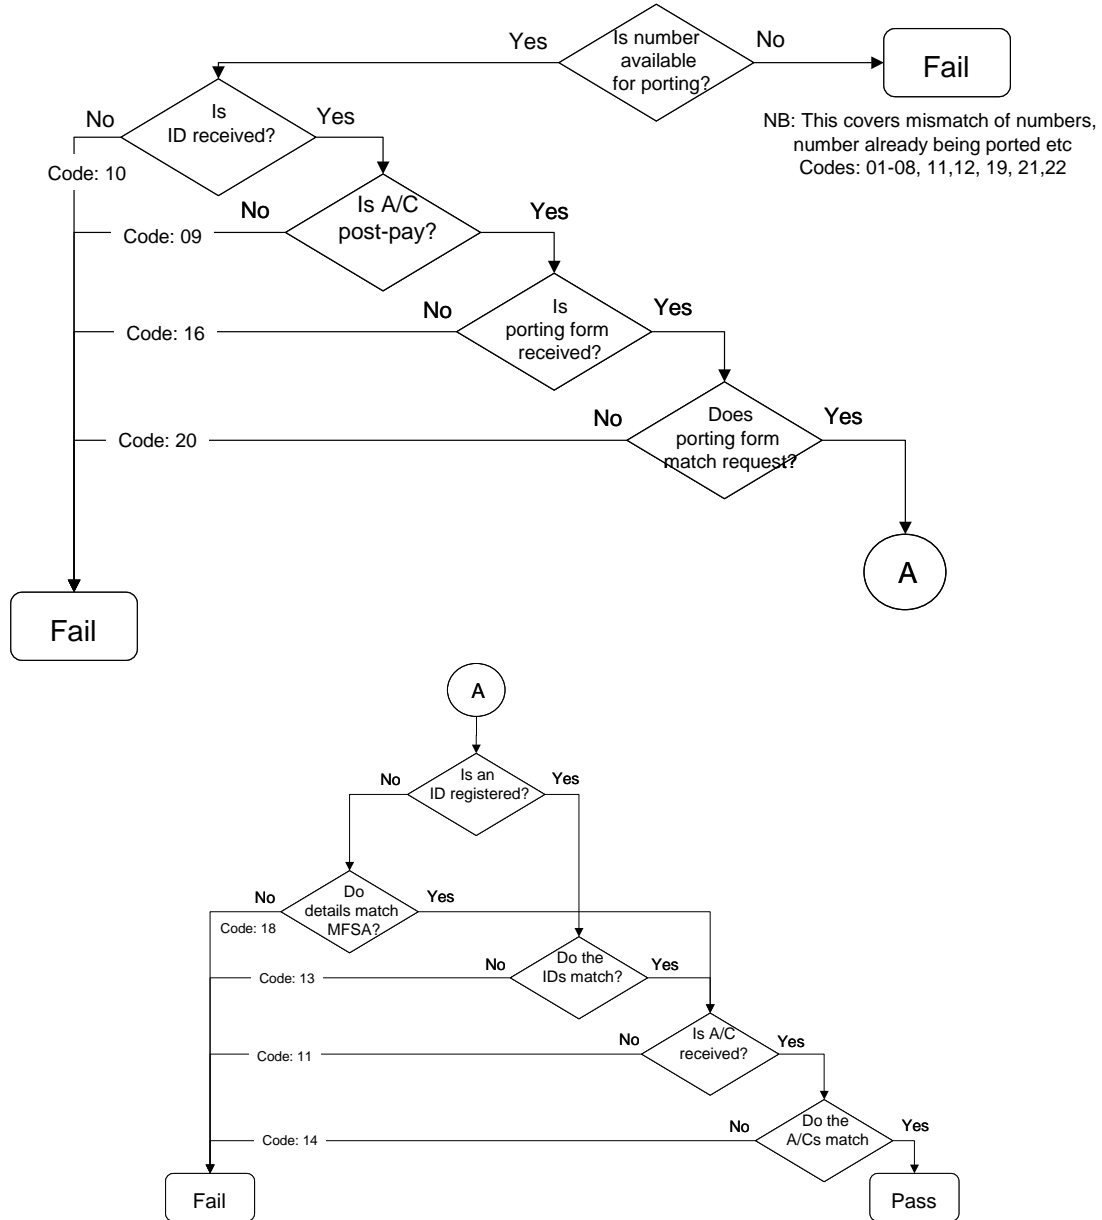 Is number
available
for porting?
Yes
No
Fail
NB: This covers mismatch of numbers,
number already being ported etc
Codes: 01-08, 11,12, 19, 21,22
Is
ID received?
No
Yes
Code: 10
Is A/C
post-pay?
No
Yes
Code: 09
Is
porting form
received?
No
Yes
Code: 16
Does
porting form
match request?
No
Yes
Code: 20
A
Fail
A
Is an
ID registered?
No
Yes
Do
details match
MFSA?
No
Yes
Code: 18
Do the
IDs match?
No
Yes
Code: 13
Is A/C
received?
No
Yes
Code: 11
Do the
A/Cs match
No
Yes
Code: 14
Fail
Pass